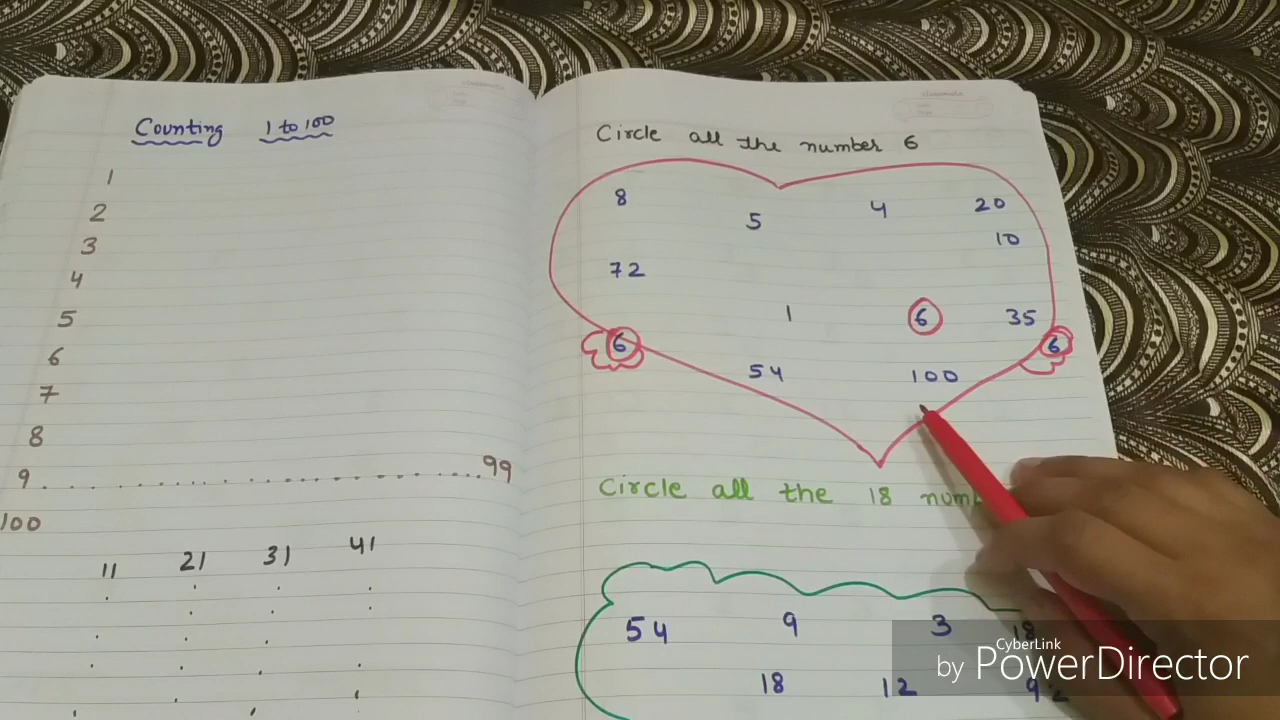 Counting 1 to 100
1
2
3
4
5
6
7
8
9 . . . . . . . . . . . . . . . . . . . . 99
100
11 21 31 41
Circle all the number 6
8 5 4 20
10
72
1 6 35
6 6
54 100
Circle all the 18
54 9 3 18
18 12
CyberLink
by PowerDirector